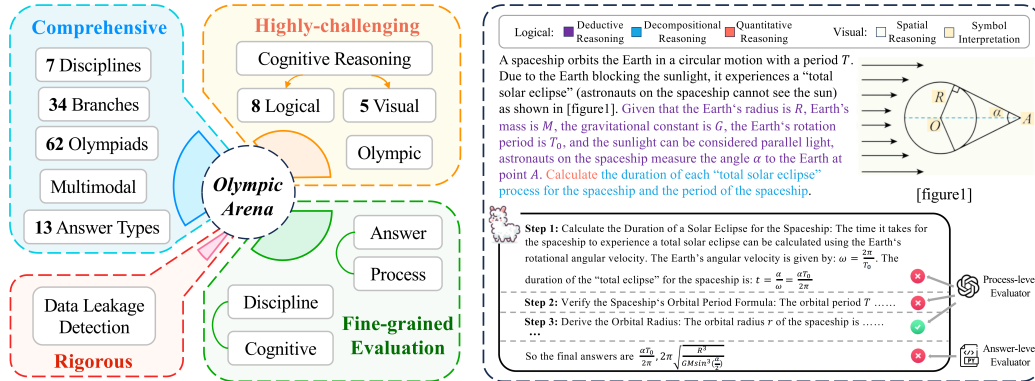 Comprehensive
7 Disciplines
34 Branches
62 Olympiads
Multimodal
13 Answer Types
Highly-challenging
Cognitive Reasoning
8 Logical
5 Visual
Olympic
Olympic
Arena
Data Leakage
Detection
Rigorous
Answer
Process
Discipline
Cognitive
Fine-grained
Evaluation
Logical: Deductive Reasoning Decompositional Reasoning Quantitative Reasoning Visual: Spatial Reasoning Symbol Interpretation
A spaceship orbits the Earth in a circular motion with a period T.
Due to the Earth blocking the sunlight, it experiences a "total
solar eclipse" (astronauts on the spaceship cannot see the sun)
as shown in [figure1]. Given that the Earth's radius is R, Earth's
mass is M, the gravitational constant is G, the Earth's rotation
period is T₀, and the sunlight can be considered parallel light,
astronauts on the spaceship measure the angle α to the Earth at
point A. Calculate the duration of each "total solar eclipse"
process for the spaceship and the period of the spaceship.
R
O
α
A
[figure1]
Step 1: Calculate the Duration of a Solar Eclipse for the Spaceship: The time it takes for
the spaceship to experience a total solar eclipse can be calculated using the Earth's
rotational angular velocity. The Earth's angular velocity is given by: ω = 2π/T₀. The
duration of the "total eclipse" for the spaceship is: t = α/ω = αT₀/2π
Step 2: Verify the Spaceship's Orbital Period Formula: The orbital period T ……
Step 3: Derive the Orbital Radius: The orbital radius r of the spaceship is ……
...
So the final answers are αT₀/2π, 2π√(R³/GMsin³(α/2))
Process-level
Evaluator
Answer-level
Evaluator